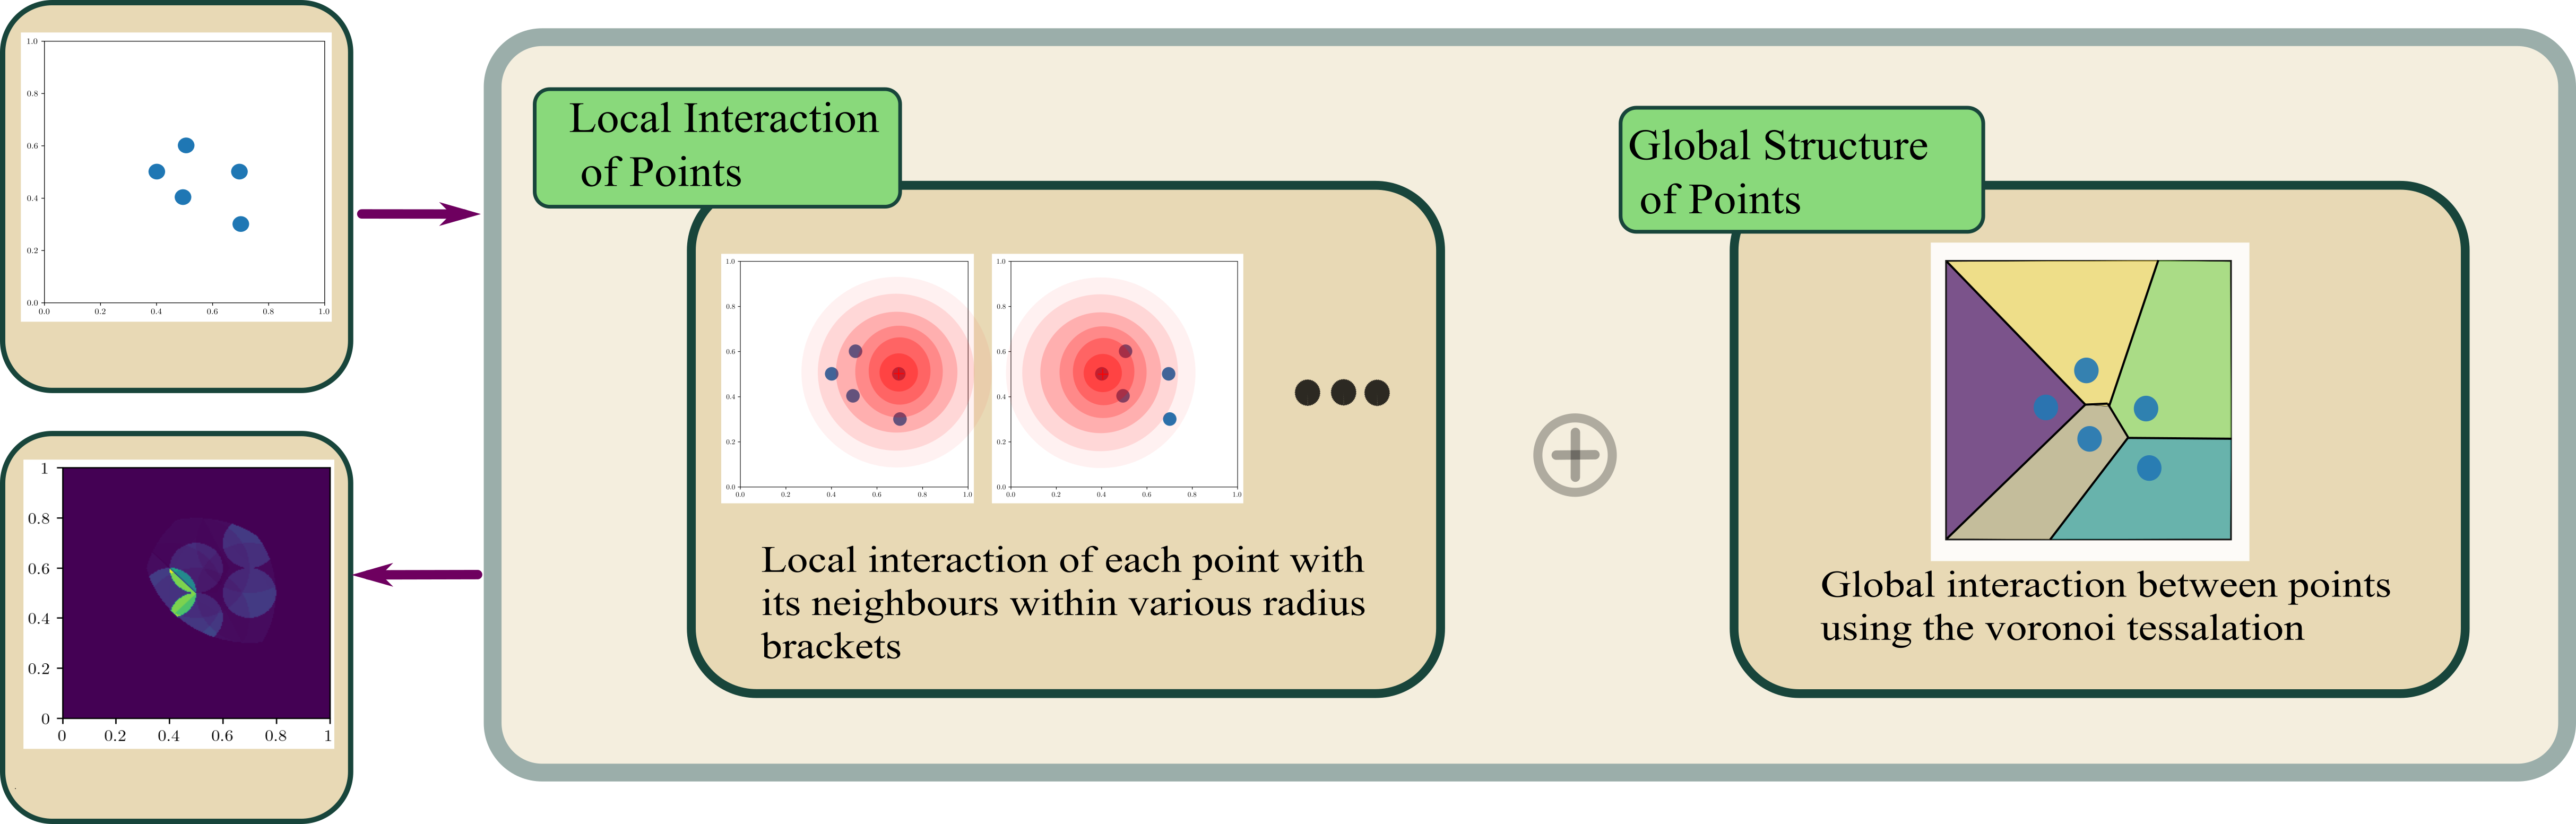 1.0
0.8
0.6
0.4
0.2
0.0
0.0 0.2 0.4 0.6 0.8 1.0
Local Interaction
of Points
1.0
0.8
0.6
0.4
0.2
0.0
0.0 0.2 0.4 0.6 0.8 1.0
1.0
0.8
0.6
0.4
0.2
0.0
0.0 0.2 0.4 0.6 0.8 1.0
Local interaction of each point with
its neighbours within various radius
brackets
Global Structure
of Points
Global interaction between points
using the voronoi tessalation
1
0.8
0.6
0.4
0.2
0
0 0.2 0.4 0.6 0.8 1